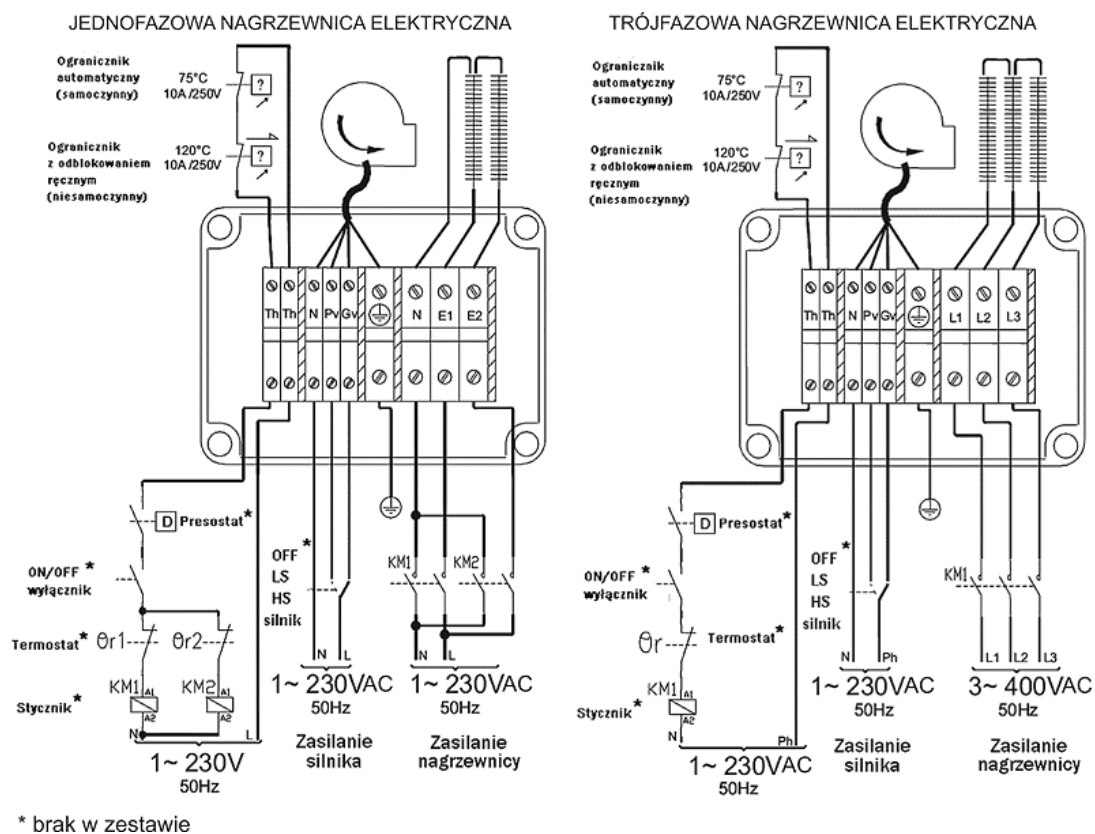 JEDNOFAZOWA NAGRZEWNICA ELEKTRYCZNA
Ogranicznik
automatyczny
(samoczynny)
75°C
10A/250V
?
Ogranicznik
z odblokowaniem
ręcznym
(niesamoczynny)
120°C
10A/250V
?
Th Th N Pv Gv N E1 E2
D Presostat*
ON/OFF *
wyłącznik
Termostat* Θr1 Θr2
Stycznik* KM1 A1 A2 KM2 A1 A2
N L
1~ 230V
50Hz
OFF *
LS
HS
silnik
N L
1~ 230VAC
50Hz
Zasilanie
silnika
KM1 KM2
N L
1~ 230VAC
50Hz
Zasilanie
nagrzewnicy
TRÓJFAZOWA NAGRZEWNICA ELEKTRYCZNA
Ogranicznik
automatyczny
(samoczynny)
75°C
10A/250V
?
Ogranicznik
z odblokowaniem
ręcznym
(niesamoczynny)
120°C
10A/250V
?
Th Th N Pv Gv L1 L2 L3
D Presostat*
ON/OFF *
wyłącznik
Θr Termostat*
Stycznik* KM1 A1 A2
N Ph
1~ 230VAC
50Hz
OFF *
LS
HS
silnik
N Ph
1~ 230VAC
50Hz
Zasilanie
silnika
KM1
L1 L2 L3
3~ 400VAC
50Hz
Zasilanie
nagrzewnicy
* brak w zestawie